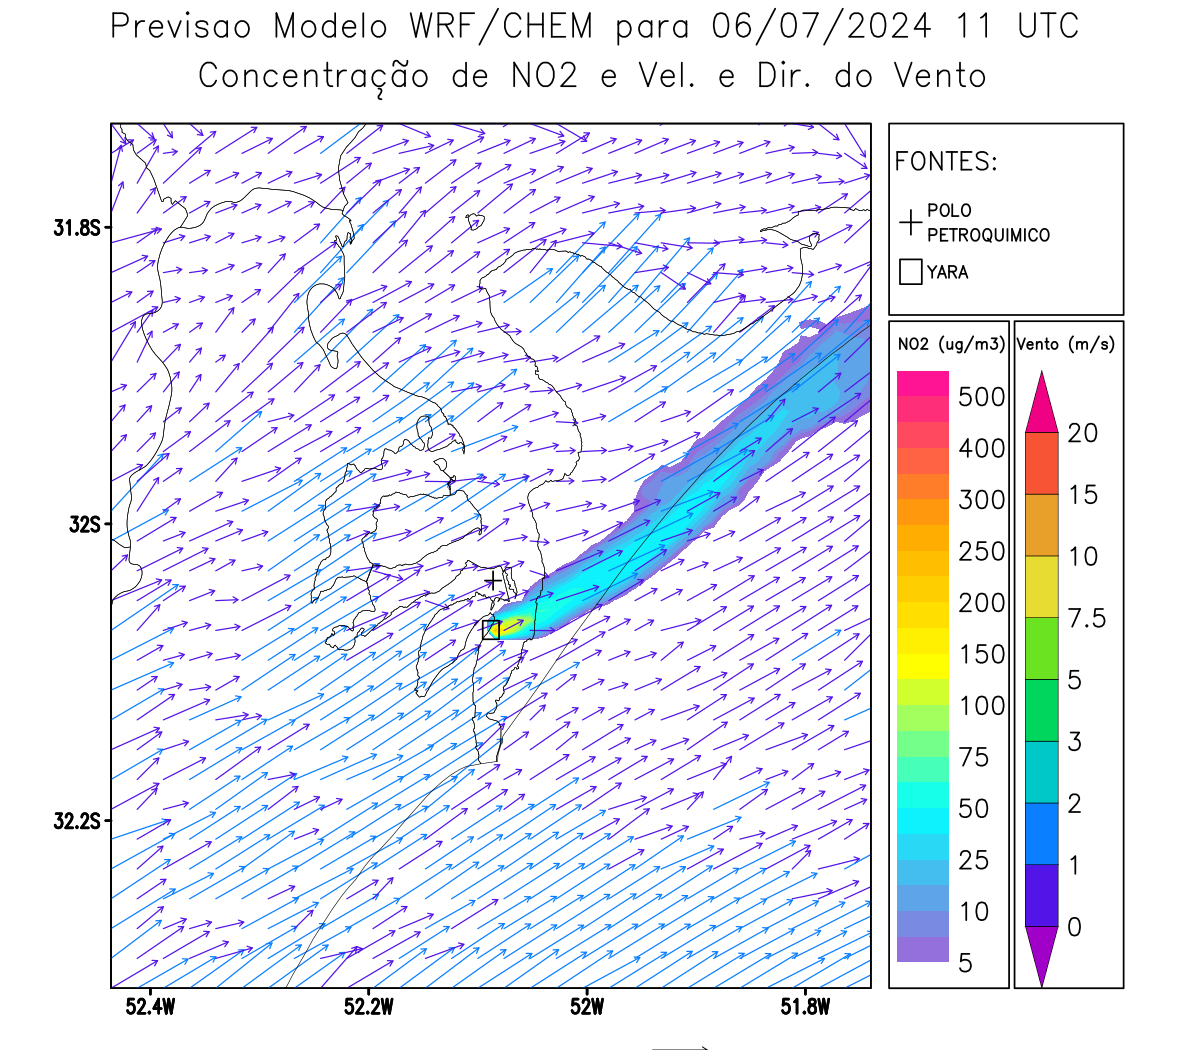 Previsao Modelo WRF/CHEM para 06/07/2024 11 UTC
Concentração de NO2 e Vel. e Dir. do Vento
FONTES:
POLO
PETROQUIMICO
YARA
NO2 (ug/m3)
500
400
300
250
200
150
100
75
50
25
10
5
Vento (m/s)
20
15
10
7.5
5
3
2
1
0
31.8S
32S
32.2S
52.4W 52.2W 52W 51.8W